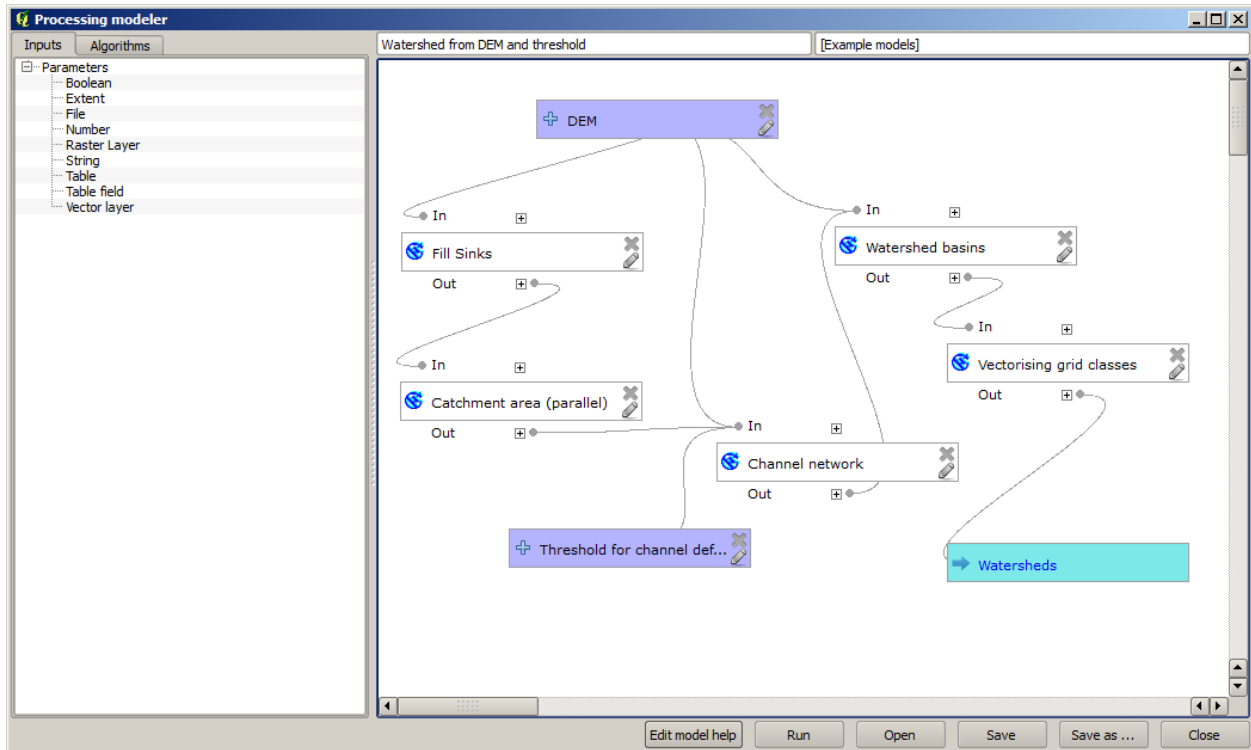 Processing modeler
Inputs
Algorithms
Parameters
Boolean
Extent
File
Number
Raster Layer
String
Table
Table field
Vector layer
Watershed from DEM and threshold
[Example models]
DEM
In
Fill Sinks
Out
In
Catchment area (parallel)
Out
In
Watershed basins
Out
In
Vectorising grid classes
Out
In
Channel network
Out
Threshold for channel def...
Watersheds
Edit model help
Run
Open
Save
Save as ...
Close